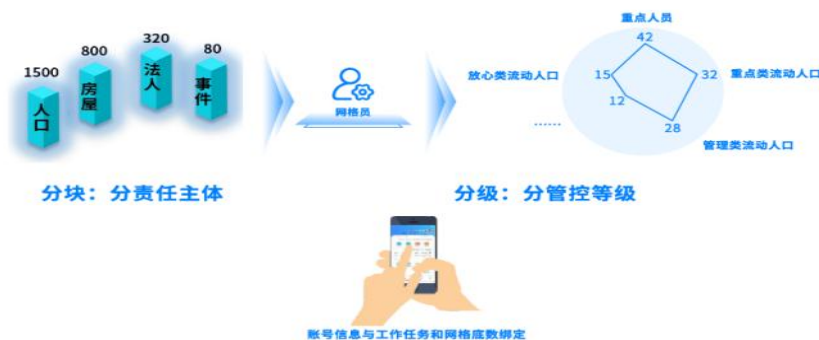 1500
人口
800
房屋
320
法人
80
事件
网格员
重点人员
42
放心类流动人口
15
32
重点类流动人口
12
28
......
管理类流动人口
分块：分责任主体
分级：分管控等级
账号信息与工作任务和网格底数绑定